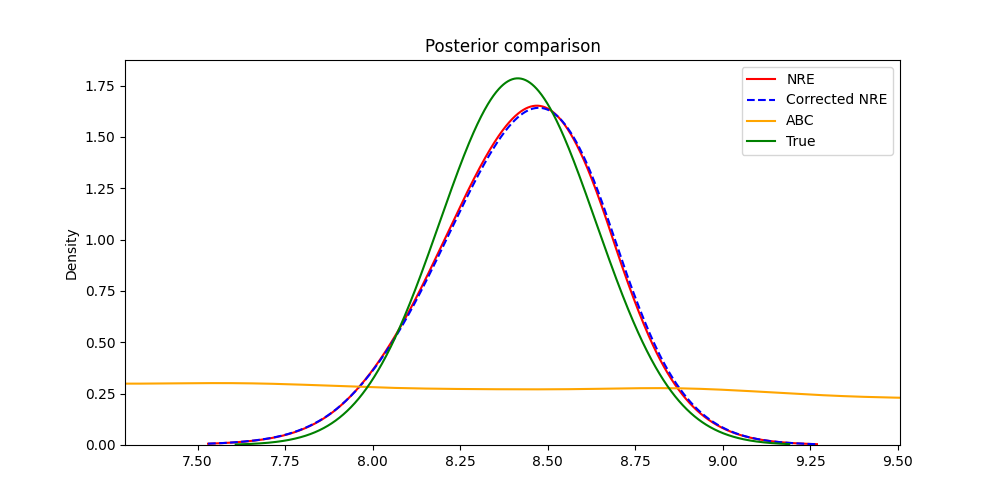 Posterior comparison
NRE
Corrected NRE
ABC
True
Density
1.75
1.50
1.25
1.00
0.75
0.50
0.25
0.00
7.50 7.75 8.00 8.25 8.50 8.75 9.00 9.25 9.50